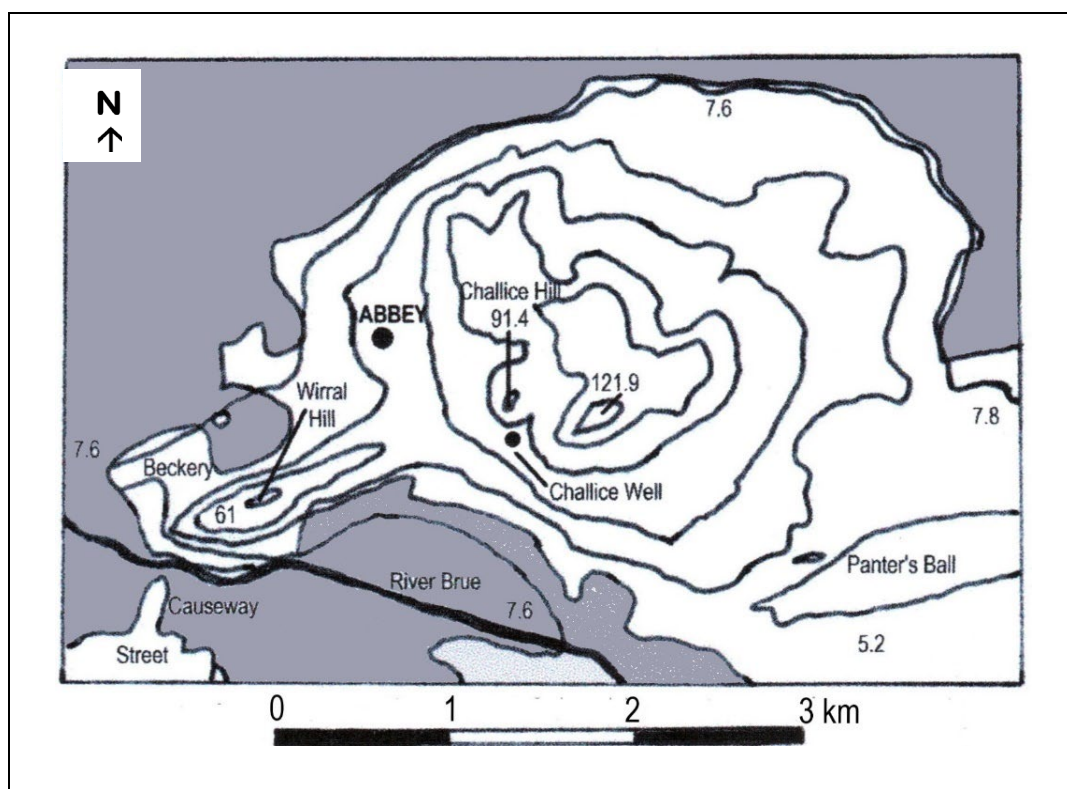 N
7.6
Challice Hill
91.4
ABBEY
121.9
Wirral
Hill
7.8
7.6
Beckery
61
Challice Well
Panter's Ball
River Brue
Causeway
7.6
5.2
Street
0 1 2 3 km